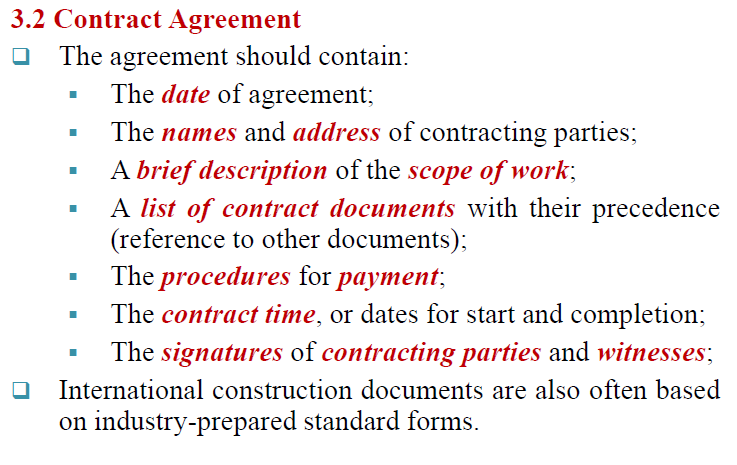 3.2 Contract Agreement
❑ The agreement should contain:
▪ The date of agreement;
▪ The names and address of contracting parties;
▪ A brief description of the scope of work;
▪ A list of contract documents with their precedence
(reference to other documents);
▪ The procedures for payment;
▪ The contract time, or dates for start and completion;
▪ The signatures of contracting parties and witnesses;
❑ International construction documents are also often based
on industry-prepared standard forms.